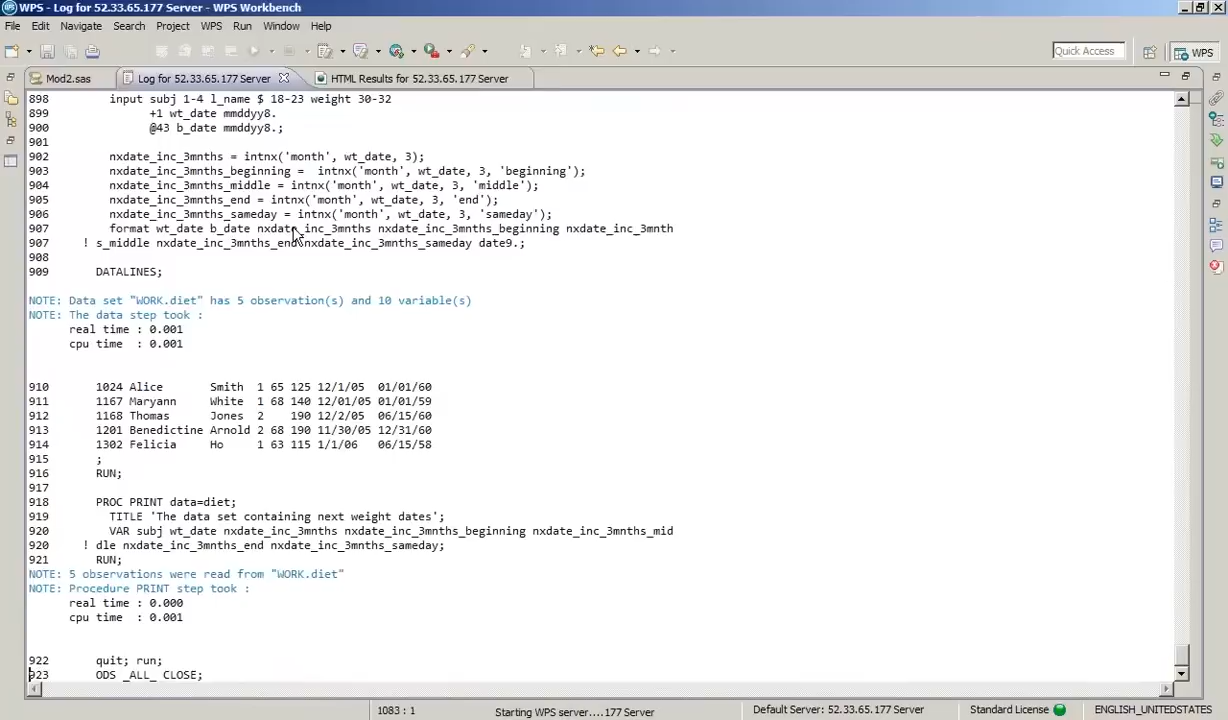 WPS - Log for 52.33.65.177 Server - WPS Workbench
File Edit Navigate Search Project WPS Run Window Help
Quick Access WPS
Mod2.sas Log for 52.33.65.177 Server HTML Results for 52.33.65.177 Server
898 input subj 1-4 l_name $ 18-23 weight 30-32
899 +1 wt_date mmddyy8.
900 @43 b_date mmddyy8.;
901
902 nxdate_inc_3mnths = intnx('month', wt_date, 3);
903 nxdate_inc_3mnths_beginning = intnx('month', wt_date, 3, 'beginning');
904 nxdate_inc_3mnths_middle = intnx('month', wt_date, 3, 'middle');
905 nxdate_inc_3mnths_end = intnx('month', wt_date, 3, 'end');
906 nxdate_inc_3mnths_sameday = intnx('month', wt_date, 3, 'sameday');
907 format wt_date b_date nxdate_inc_3mnths nxdate_inc_3mnths_beginning nxdate_inc_3mnth
907 ! s_middle nxdate_inc_3mnths_end nxdate_inc_3mnths_sameday date9.;
908
909 DATALINES;
NOTE: Data set "WORK.diet" has 5 observation(s) and 10 variable(s)
NOTE: The data step took :
real time : 0.001
cpu time : 0.001
910 1024 Alice Smith 1 65 125 12/1/05 01/01/60
911 1167 Maryann White 1 68 140 12/01/05 01/01/59
912 1168 Thomas Jones 2 190 12/2/05 06/15/60
913 1201 Benedictine Arnold 2 68 190 11/30/05 12/31/60
914 1302 Felicia Ho 1 63 115 1/1/06 06/15/58
915 ;
916 RUN;
917
918 PROC PRINT data=diet;
919 TITLE 'The data set containing next weight dates';
920 VAR subj wt_date nxdate_inc_3mnths nxdate_inc_3mnths_beginning nxdate_inc_3mnths_mid
920 ! dle nxdate_inc_3mnths_end nxdate_inc_3mnths_sameday;
921 RUN;
NOTE: 5 observations were read from "WORK.diet"
NOTE: Procedure PRINT step took :
real time : 0.000
cpu time : 0.001
922 quit; run;
923 ODS _ALL_ CLOSE;
1083 : 1 Starting WPS server....177 Server Default Server: 52.33.65.177 Server Standard License ENGLISH_UNITEDSTATES